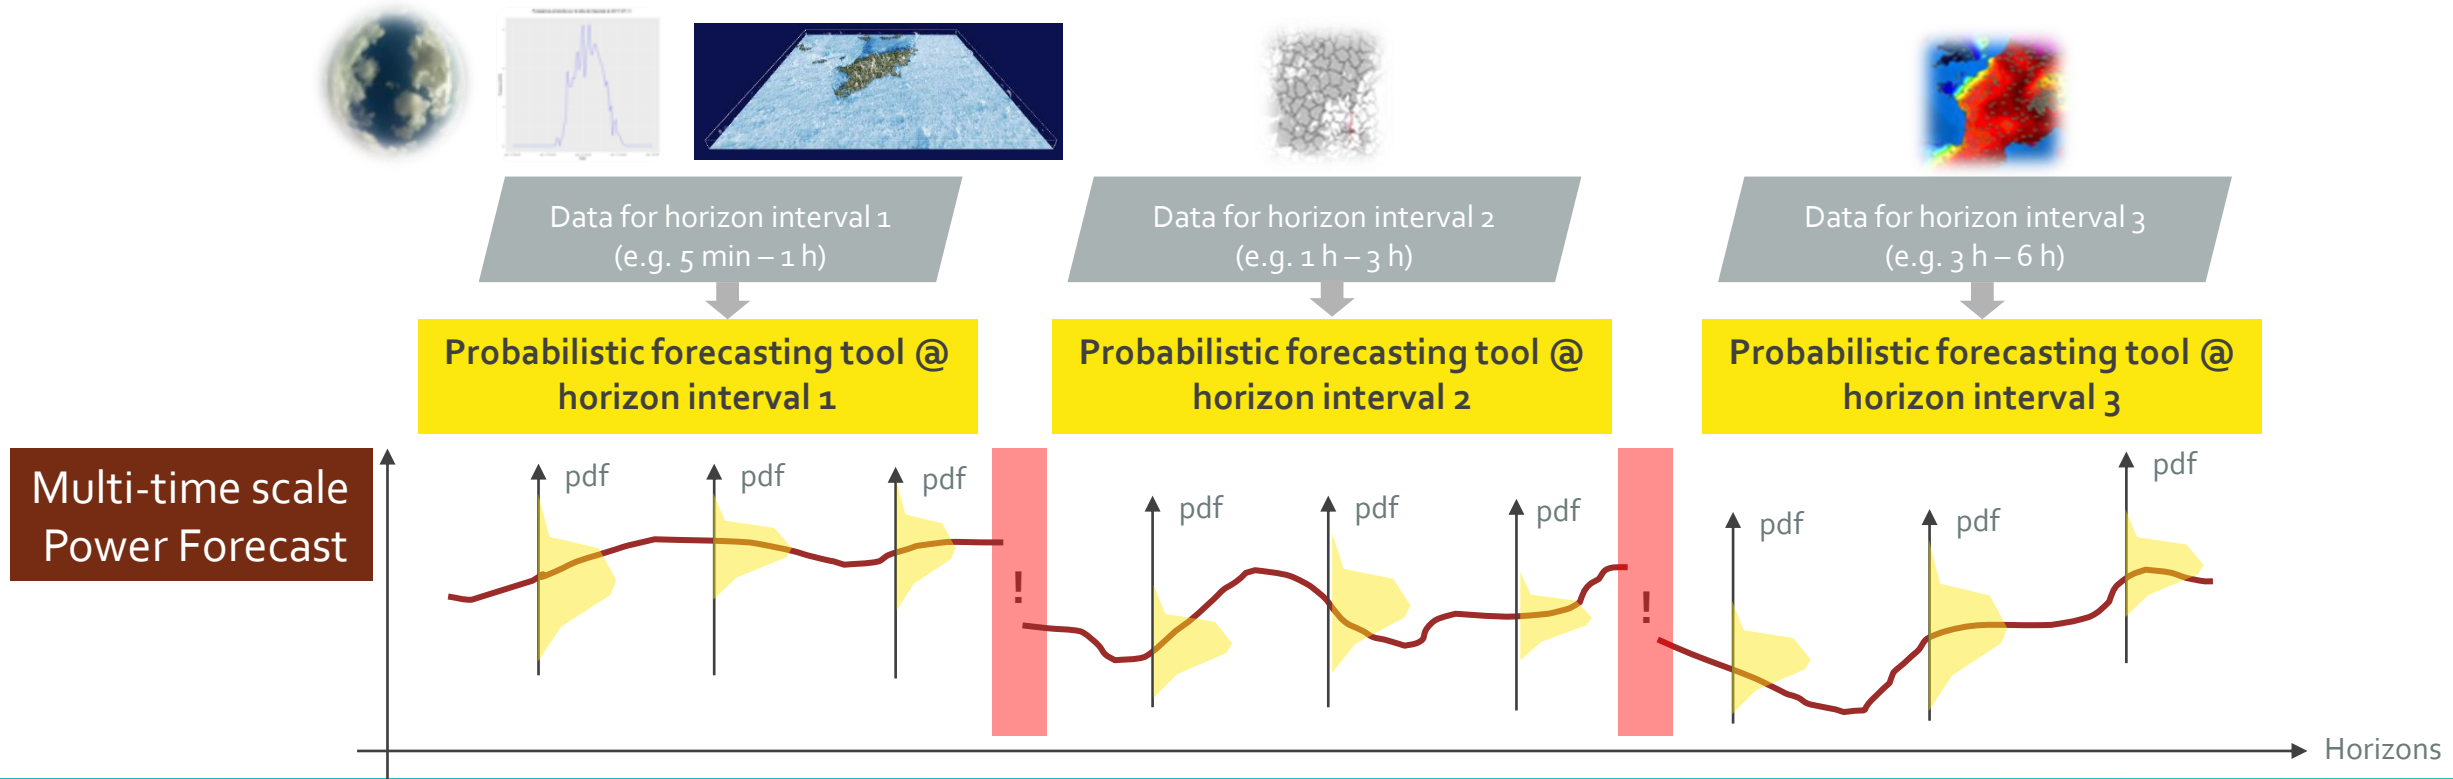 Data for horizon interval 1
(e.g. 5 min – 1 h)
Data for horizon interval 2
(e.g. 1 h – 3 h)
Data for horizon interval 3
(e.g. 3 h – 6 h)
Probabilistic forecasting tool @
horizon interval 1
Probabilistic forecasting tool @
horizon interval 2
Probabilistic forecasting tool @
horizon interval 3
Multi-time scale
Power Forecast
pdf
pdf
pdf
!
pdf
pdf
pdf
!
pdf
pdf
pdf
Horizons